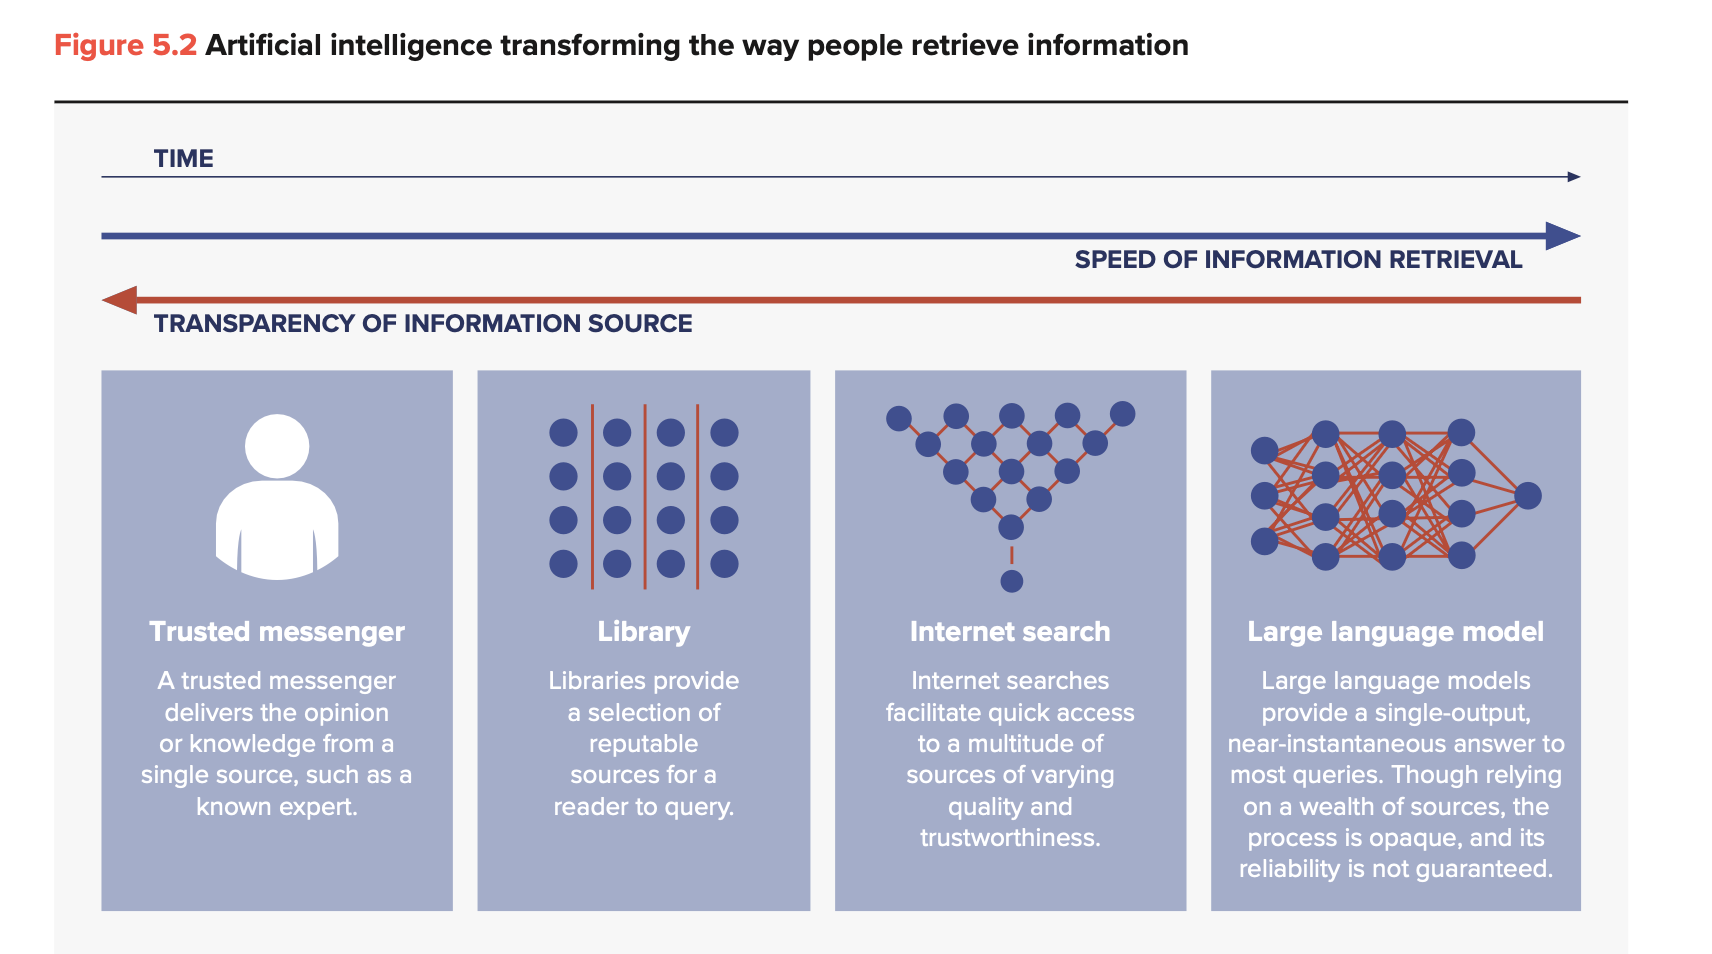 Figure 5.2 Artificial intelligence transforming the way people retrieve information
TIME
SPEED OF INFORMATION RETRIEVAL
TRANSPARENCY OF INFORMATION SOURCE
Trusted messenger
A trusted messenger
delivers the opinion
or knowledge from a
single source, such as a
known expert.
Library
Libraries provide
a selection of
reputable
sources for a
reader to query.
Internet search
Internet searches
facilitate quick access
to a multitude of
sources of varying
quality and
trustworthiness.
Large language model
Large language models
provide a single-output,
near-instantaneous answer to
most queries. Though relying
on a wealth of sources, the
process is opaque, and its
reliability is not guaranteed.